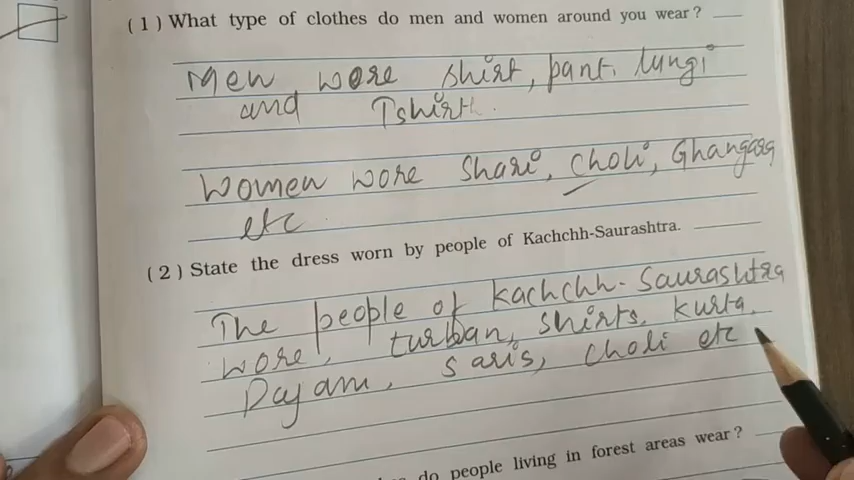 (1) What type of clothes do men and women around you wear?
Men wore shirt, pant, lungi
and Tshirt.
Women wore shari, choli, Ghangara
etc
(2) State the dress worn by people of Kachchh-Saurashtra.
The people of Kachchh-Saurashtra
wore, turban, shirts, kurta,
Pajam, saris, choli etc
do people living in forest areas wear?